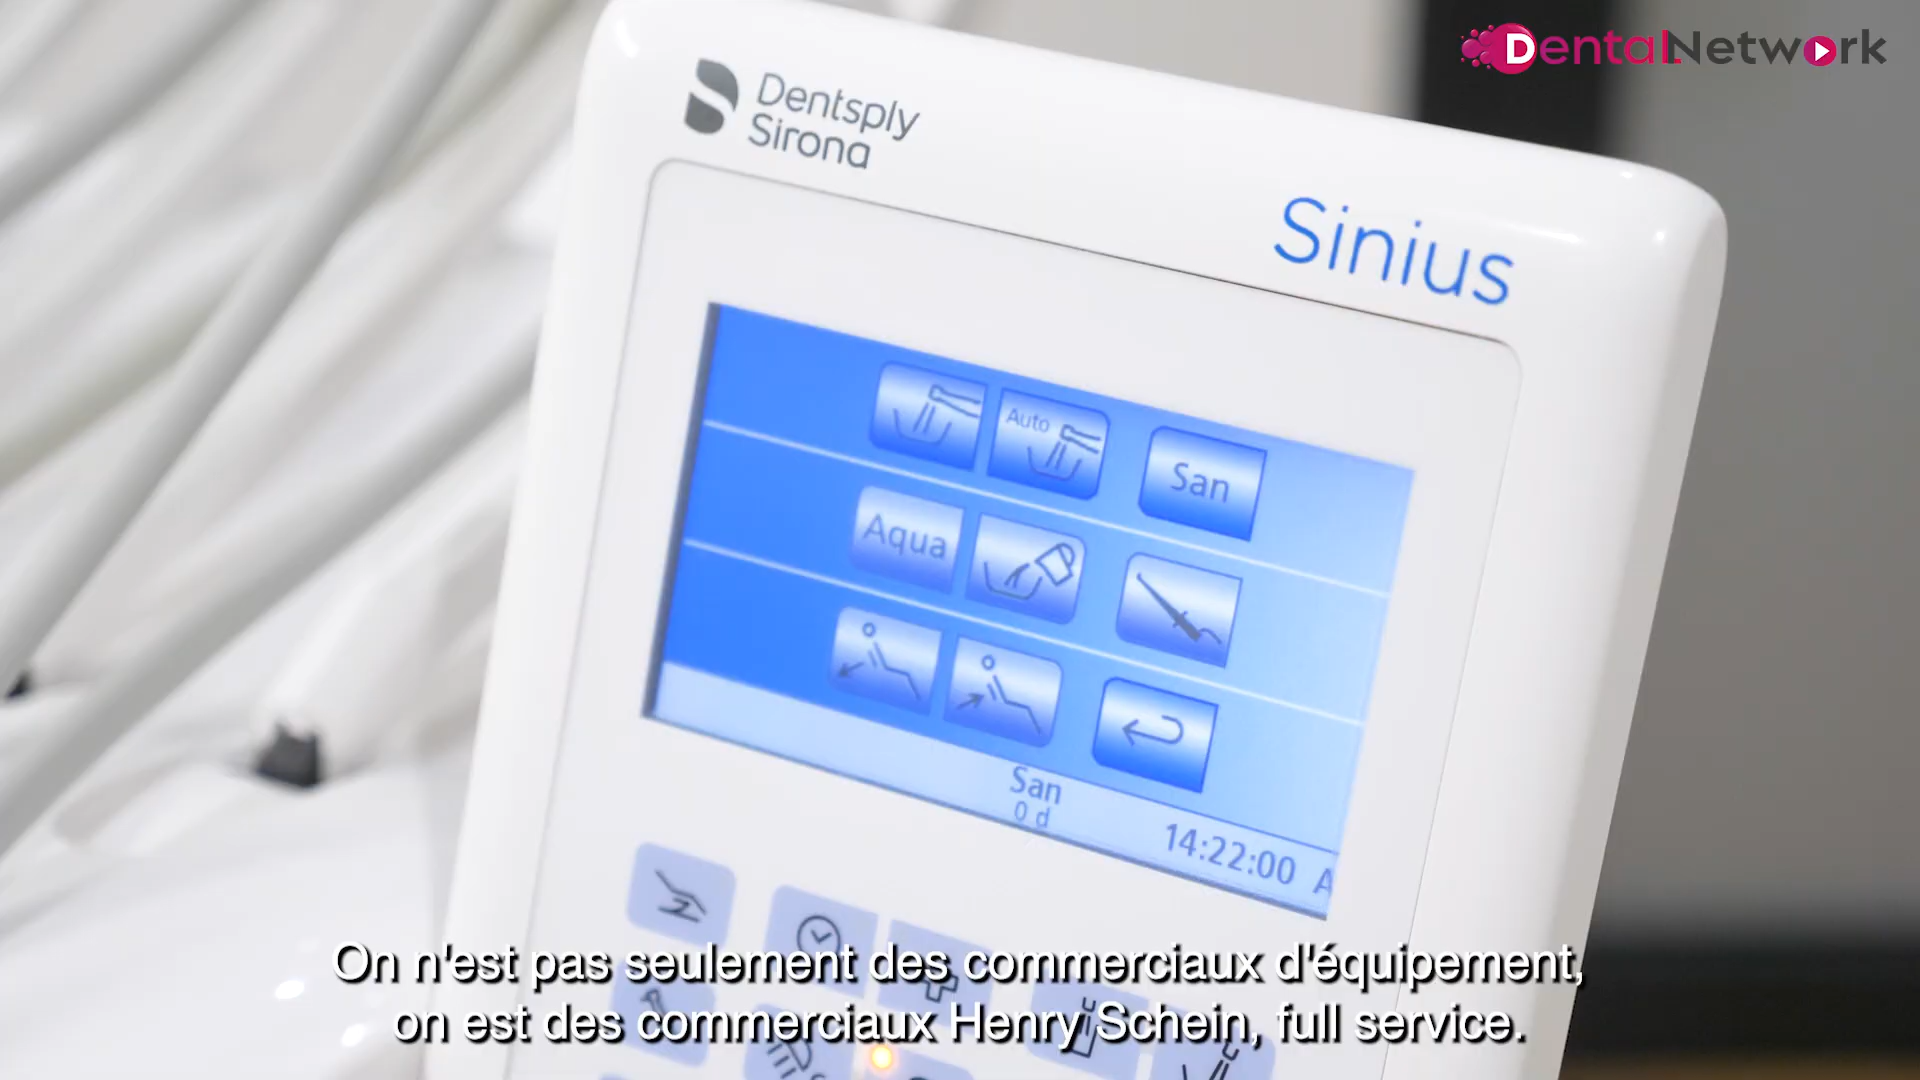 DentalNetwork
Dentsply
Sirona
Sinius
Auto
San
Aqua
San
0 d
14:22:00
On n'est pas seulement des commerciaux d'équipement,
on est des commerciaux Henry Schein, full service.